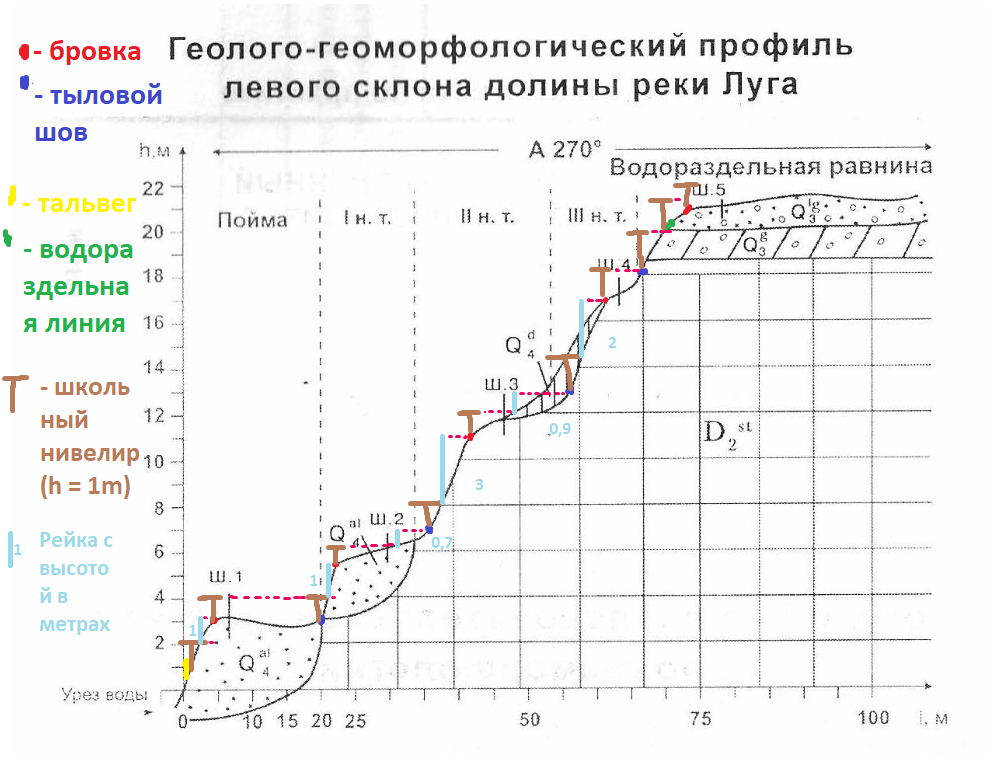 Геолого-геоморфологический профиль
левого склона долины реки Луга
- бровка
- тыловой
шов
- тальвег
- водора
здельна
я линия
- школь
ный
нивелир
(h = 1m)
1
Рейка с
высото
й в
метрах
h,м
A 270°
Водораздельная равнина
Пойма
I н. т.
II н. т.
III н. т.
22
20
18
16
14
12
10
8
6
4
2
Ш.5
Q₃ˡᵍ
Q₃ᵍ
Ш.4
2
Q₄ᵈ
Ш.3
0,9
D₂ˢᵗ
3
Q₄ᵃˡ
Ш.2
0,7
1
Ш.1
1
Q₄ᵃˡ
Урез воды
0 10 15 20 25 50 75 100 l, м